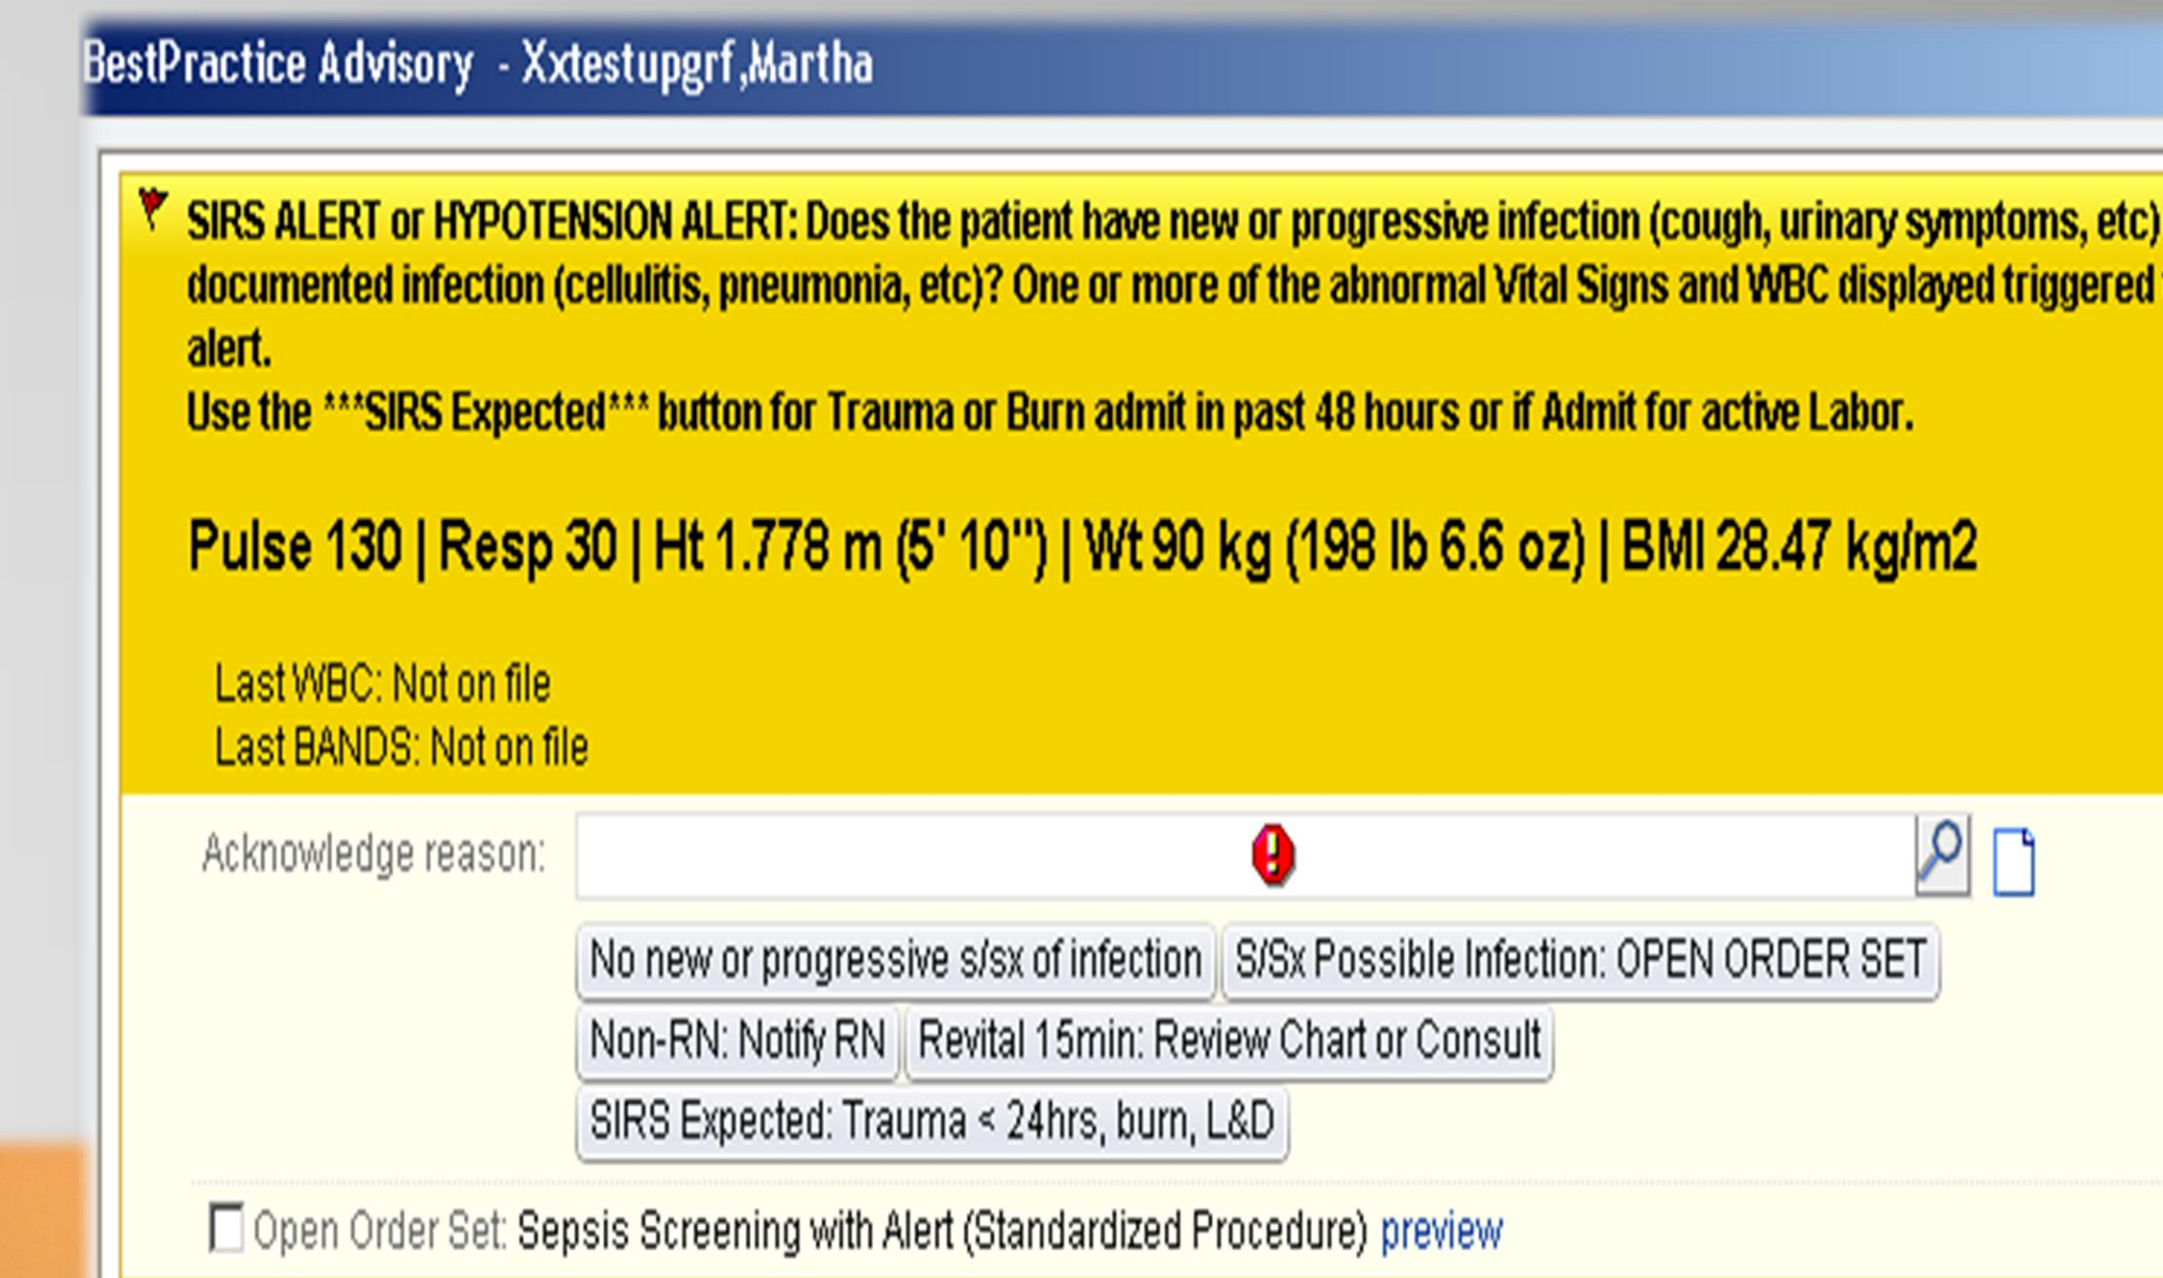 BestPractice Advisory - Xxtestupgrf,Martha
SIRS ALERT or HYPOTENSION ALERT: Does the patient have new or progressive infection (cough, urinary symptoms, etc)
documented infection (cellulitis, pneumonia, etc)? One or more of the abnormal Vital Signs and WBC displayed triggered
alert.
Use the ***SIRS Expected*** button for Trauma or Burn admit in past 48 hours or if Admit for active Labor.
Pulse 130 | Resp 30 | Ht 1.778 m (5' 10") | Wt 90 kg (198 lb 6.6 oz) | BMI 28.47 kg/m2
Last WBC: Not on file
Last BANDS: Not on file
Acknowledge reason:
No new or progressive s/sx of infection S/Sx Possible Infection: OPEN ORDER SET
Non-RN: Notify RN Revital 15min: Review Chart or Consult
SIRS Expected: Trauma < 24hrs, burn, L&D
Open Order Set: Sepsis Screening with Alert (Standardized Procedure) preview